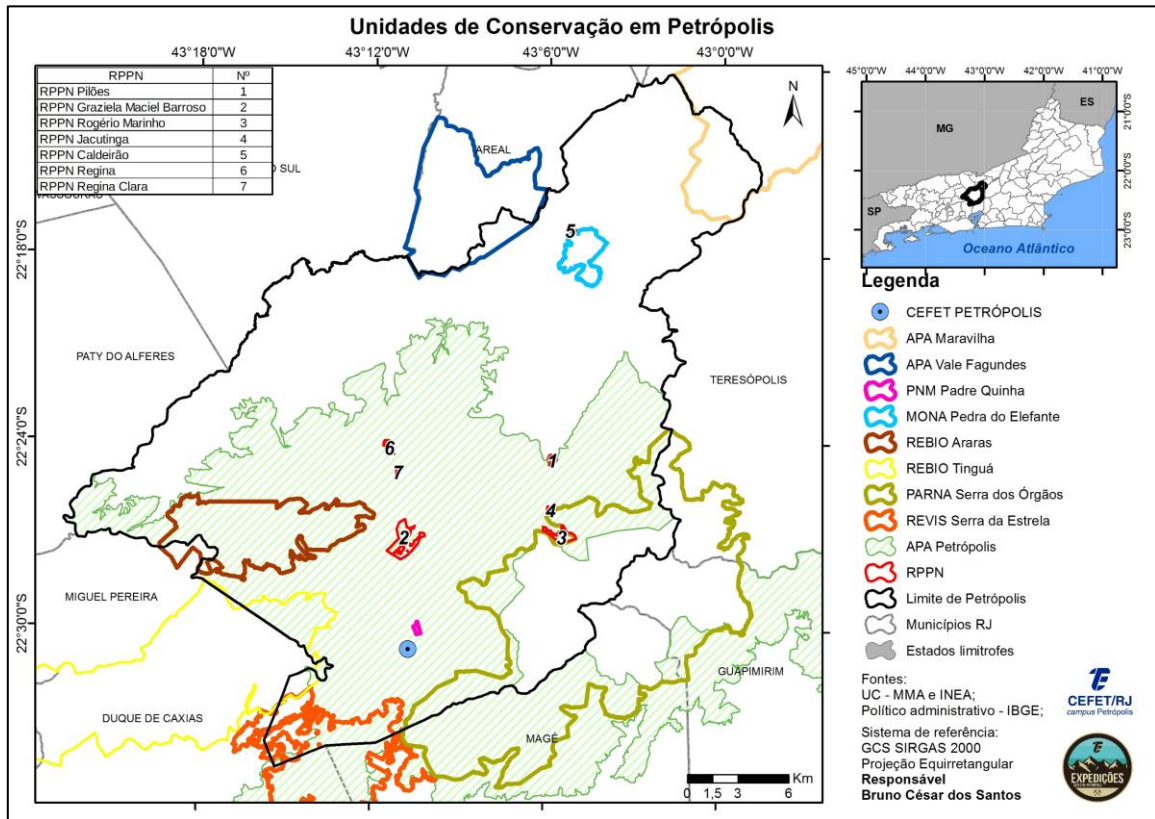 Unidades de Conservação em Petrópolis
43°18'0"W 43°12'0"W 43°6'0"W 43°0'0"W
RPPN Nº
RPPN Pilões 1
RPPN Graziela Maciel Barroso 2
RPPN Rogério Marinho 3
RPPN Jacutinga 4
RPPN Caldeirão 5
RPPN Regina 6
RPPN Regina Clara 7
O SUL
AREAL
N
22°18'0"S
22°24'0"S
22°30'0"S
5
6
7
1
4
2
3
PATY DO ALFERES
TERESÓPOLIS
MIGUEL PEREIRA
DUQUE DE CAXIAS
GUAPIMIRIM
MAGÉ
0 1,5 3 6 Km
45°0'0"W 44°0'0"W 43°0'0"W 42°0'0"W 41°0'0"W
ES
MG
SP
21°0'0"S
22°0'0"S
23°0'0"S
Oceano Atlântico
Legenda
CEFET PETRÓPOLIS
APA Maravilha
APA Vale Fagundes
PNM Padre Quinha
MONA Pedra do Elefante
REBIO Araras
REBIO Tinguá
PARNA Serra dos Órgãos
REVIS Serra da Estrela
APA Petrópolis
RPPN
Limite de Petrópolis
Municípios RJ
Estados limitrofes
Fontes:
UC - MMA e INEA;
Político administrativo - IBGE;
Sistema de referência:
GCS SIRGAS 2000
Projeção Equirretangular
Responsável
Bruno César dos Santos
CEFET/RJ
campus Petrópolis
EXPEDIÇÕES